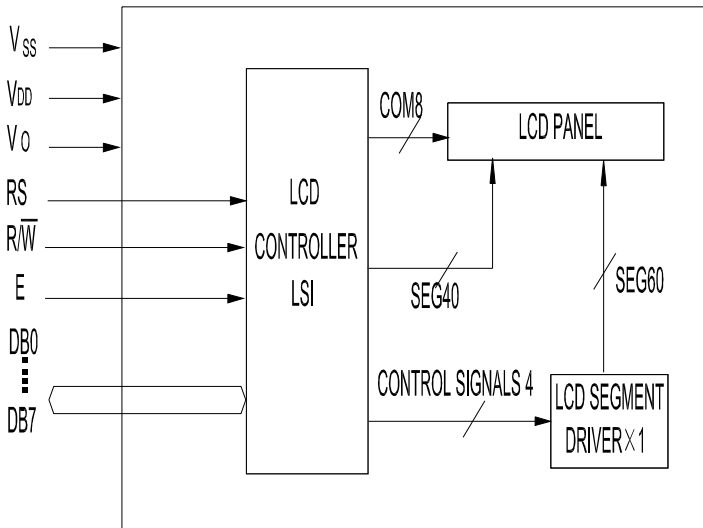 VSS
VDD
VO
RS
R/W̅
E
DB0
DB7
LCD
CONTROLLER
LSI
COM8
LCD PANEL
SEG40
SEG60
CONTROL SIGNALS 4
LCD SEGMENT
DRIVER×1